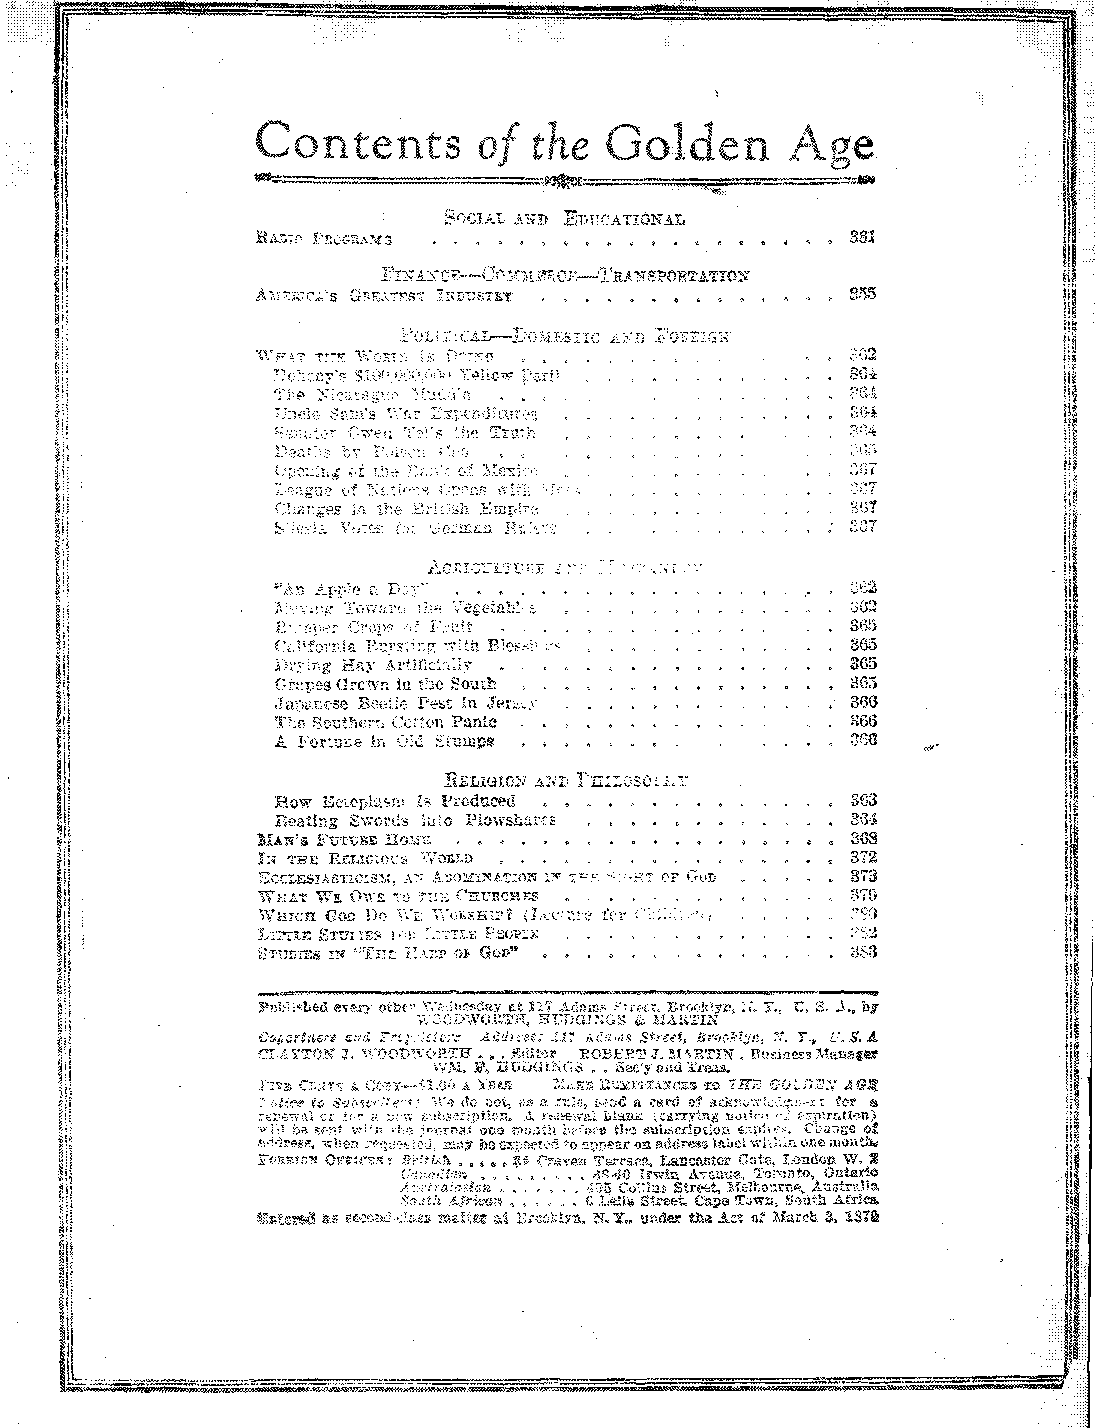 Contents of the Golden Age
SOCIAL AND EDUCATIONAL
RADIO PROGRAMS . . . 381
FINANCE—COMMERCE—TRANSPORTATION
AMERICA'S GREATEST INDUSTRY . . . 355
POLITICAL—DOMESTIC AND FOREIGN
WHAT THE WORLD IS DOING . . . 362
Doheny's $100,000,000 Yellow Peril . . . 364
The Nicaragua Muddle . . . 364
Uncle Sam's War Expenditures . . . 364
Senator Owen Tells the Truth . . . 364
Deaths by Poison Gas . . . 365
Opening of the Bank of Mexico . . . 367
League of Nations Opens with . . . 367
Changes in the British Empire . . . 367
Silesia Votes for German Rulers . . . 367
AGRICULTURE AND HUSBANDRY
"An Apple a Day" . . . 362
Moving Toward the Vegetables . . . 362
Bumper Crops of Fruit . . . 365
California Bursting with Blessings . . . 365
Drying Hay Artificially . . . 365
Grapes Grown in the South . . . 365
Japanese Beetle Pest in Jersey . . . 366
The Southern Cotton Panic . . . 366
A Fortune in Old Stumps . . . 366
RELIGION AND PHILOSOPHY
How Ectoplasm Is Produced . . . 363
Beating Swords into Plowshares . . . 364
MAN'S FUTURE HOME . . . 368
IN THE RELIGIOUS WORLD . . . 372
ECCLESIASTICISM, AN ABOMINATION IN THE SIGHT OF GOD . . . 373
WHAT WE OWE TO THE CHURCHES . . . 379
WHICH GOD DO WE WORSHIP? (Lecture for Children) . . . 380
LITTLE STUDIES FOR LITTLE PEOPLE . . . 382
STUDIES IN "THE HARP OF GOD" . . . 383
Published every other Wednesday at 117 Adams Street, Brooklyn, N. Y., U. S. A., by
WOODWORTH, HUDGINGS & MARTIN
Copartners and Proprietors Address: 117 Adams Street, Brooklyn, N. Y., U. S. A
CLAYTON J. WOODWORTH . . . Editor ROBERT J. MARTIN . Business Manager
WM. F. HUDGINGS . . Sec'y and Treas.
FIVE CENTS A COPY—$1.00 A YEAR MAKE REMITTANCES TO THE GOLDEN AGE
Notice to Subscribers: We do not, as a rule, send a card of acknowledgment for a
renewal or for a new subscription. A renewal blank (carrying notice of expiration)
will be sent with the journal one month before the subscription expires. Change of
address, when requested, may be expected to appear on address label within one month.
FOREIGN OFFICES: British . . . . . 34 Craven Terrace, Lancaster Gate, London W. 2
Canadian . . . . . . . . . 38-40 Irwin Avenue, Toronto, Ontario
Australasian . . . . . . . 495 Collins Street, Melbourne, Australia
South African . . . . . . 6 Lelie Street, Cape Town, South Africa
Entered as second-class matter at Brooklyn, N. Y., under the Act of March 3, 1879